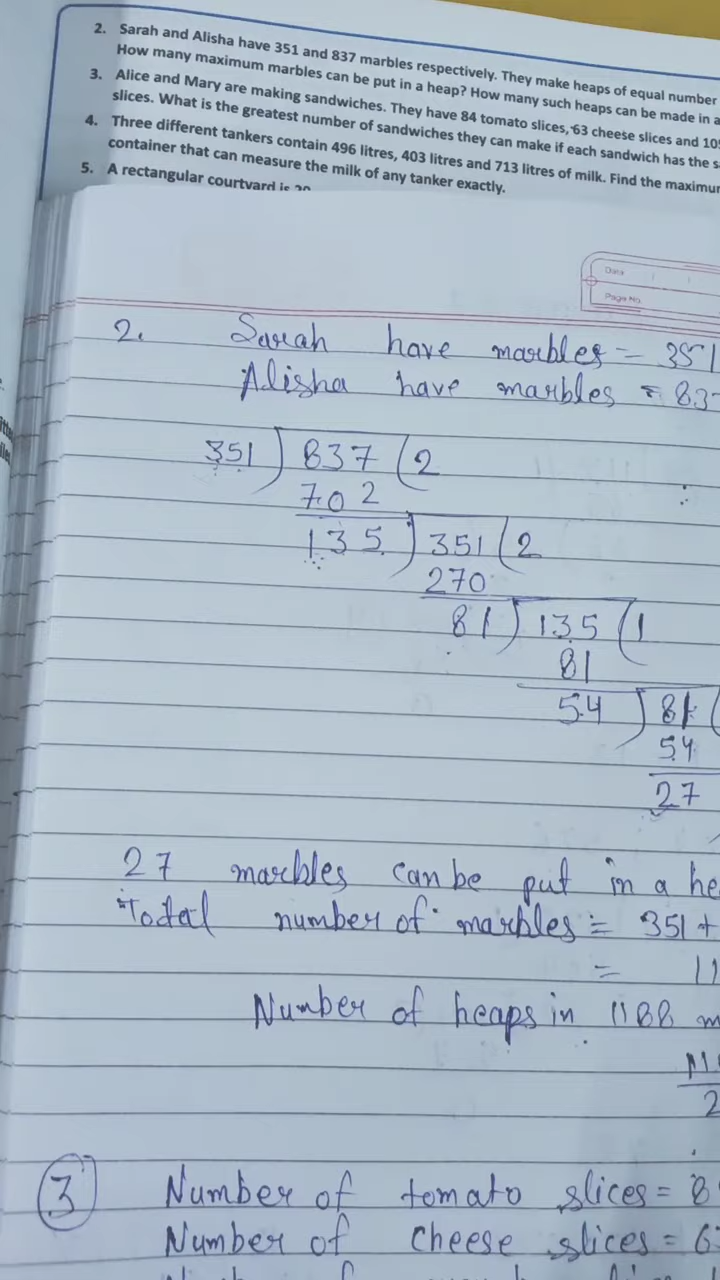 2. Sarah and Alisha have 351 and 837 marbles respectively. They make heaps of equal number
How many maximum marbles can be put in a heap? How many such heaps can be made in a
3. Alice and Mary are making sandwiches. They have 84 tomato slices, 63 cheese slices and 10
slices. What is the greatest number of sandwiches they can make if each sandwich has the s
4. Three different tankers contain 496 litres, 403 litres and 713 litres of milk. Find the maximum
container that can measure the milk of any tanker exactly.
5. A rectangular courtyard is
Date
Page No.
2. Sarah have marbles = 351
Alisha have marbles = 837
351 ) 837 ( 2
702
135 ) 351 ( 2
270
81 ) 135 ( 1
81
54 ) 81 (
54
27
27 marbles can be put in a he
Total number of marbles = 351 +
= 11
Number of heaps in 1188 m
11
2
3 Number of tomato slices = 8
Number of cheese slices = 6